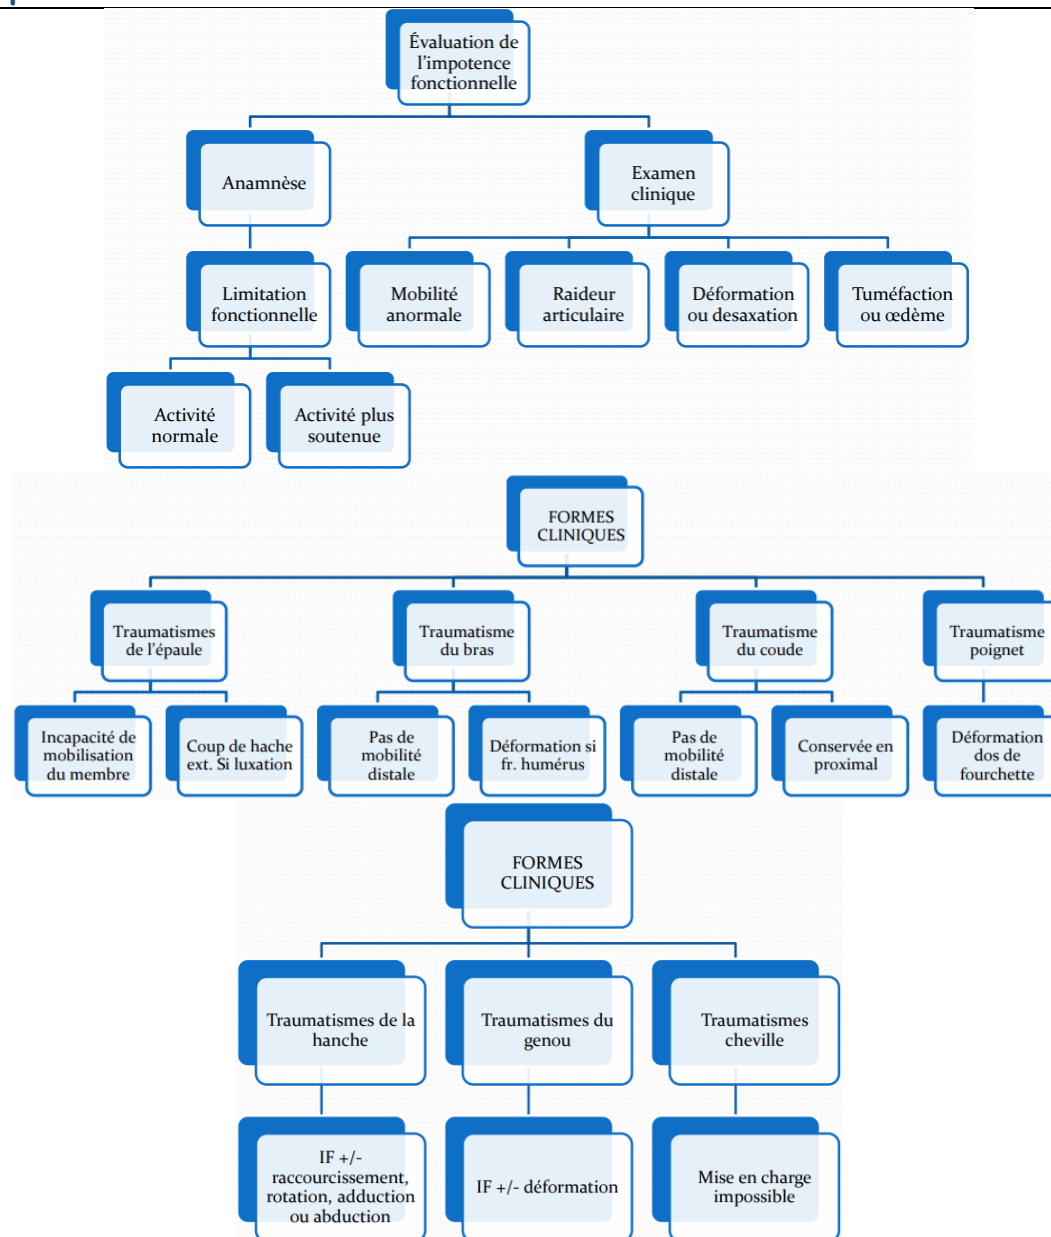 Évaluation de
l'impotence
fonctionnelle
Anamnèse
Examen
clinique
Limitation
fonctionnelle
Mobilité
anormale
Raideur
articulaire
Déformation
ou desaxation
Tuméfaction
ou œdème
Activité
normale
Activité plus
soutenue
FORMES
CLINIQUES
Traumatismes
de l'épaule
Traumatisme
du bras
Traumatisme
du coude
Traumatisme
poignet
Incapacité de
mobilisation
du membre
Coup de hache
ext. Si luxation
Pas de
mobilité
distale
Déformation si
fr. humérus
Pas de
mobilité
distale
Conservée en
proximal
Déformation
dos de
fourchette
FORMES
CLINIQUES
Traumatismes de la
hanche
Traumatismes du
genou
Traumatismes
cheville
IF +/-
raccourcissement,
rotation, adduction
ou abduction
IF +/- déformation
Mise en charge
impossible